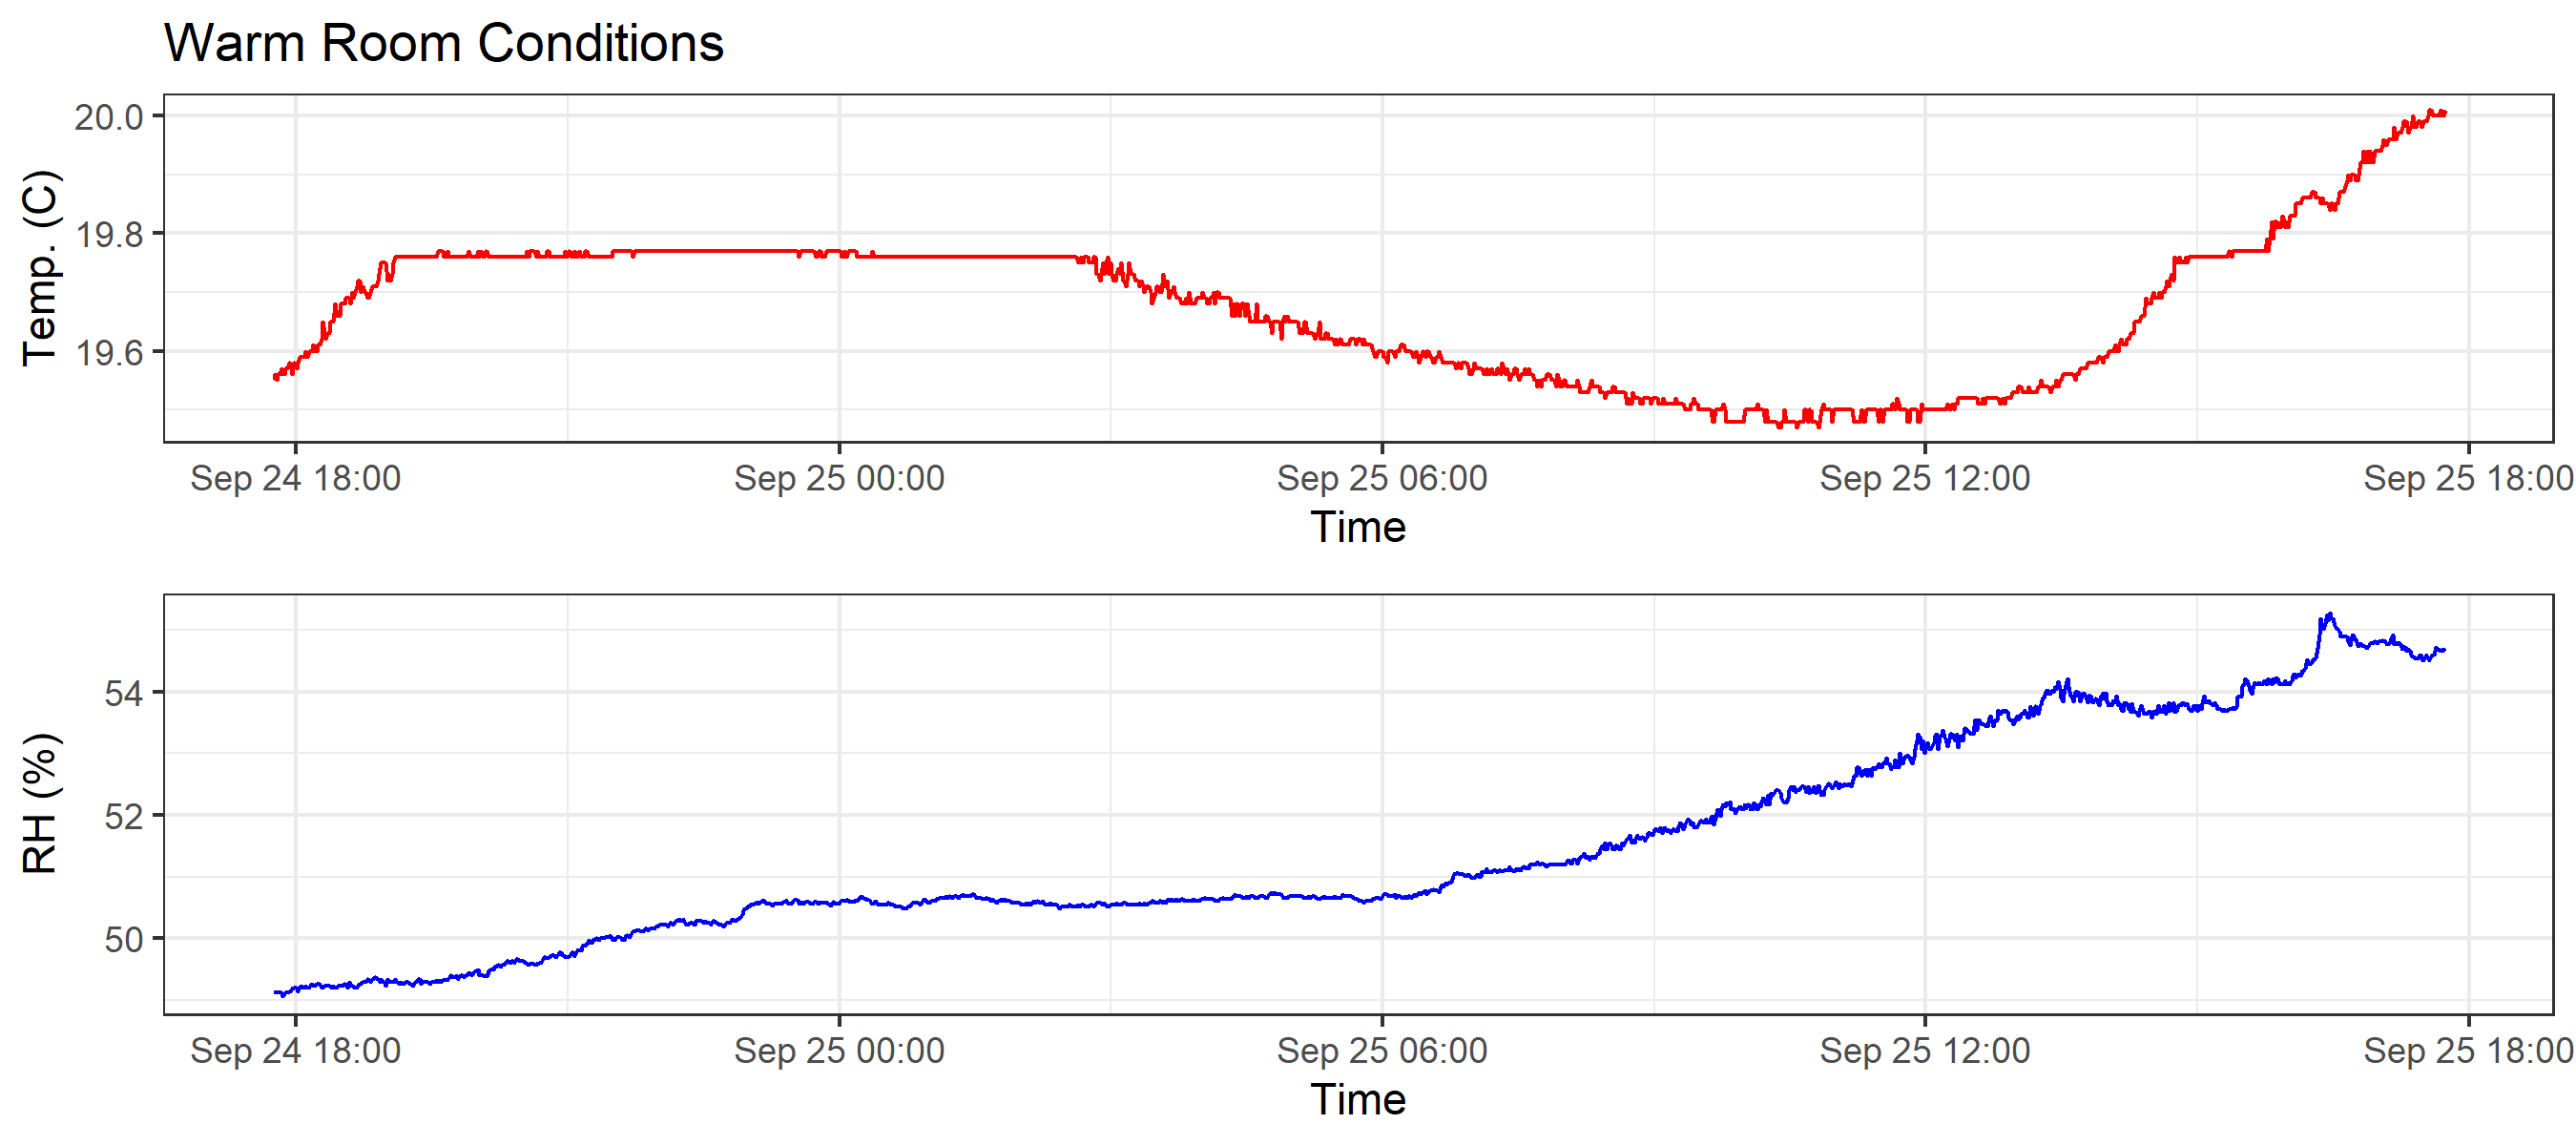 Warm Room Conditions
Temp. (C)
20.0
19.8
19.6
Sep 24 18:00 Sep 25 00:00 Sep 25 06:00 Sep 25 12:00 Sep 25 18:00
Time
RH (%)
54
52
50
Sep 24 18:00 Sep 25 00:00 Sep 25 06:00 Sep 25 12:00 Sep 25 18:00
Time